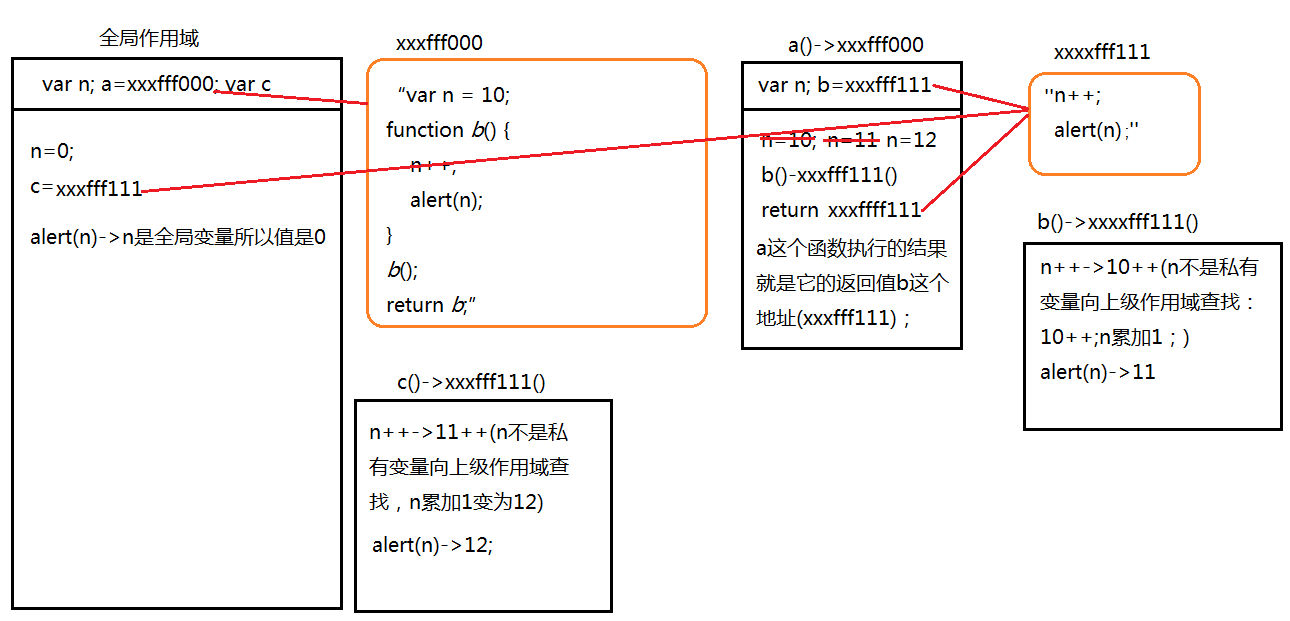 全局作用域
var n; a=xxxfff000; var c
n=0;
c=xxxfff111
alert(n)->n是全局变量所以值是0
xxxfff000
“var n = 10;
function b() {
n++;
alert(n);
}
b();
return b;”
c()->xxxfff111()
n++->11++(n不是私
有变量向上级作用域查
找，n累加1变为12)
alert(n)->12;
a()->xxxfff000
var n; b=xxxfff111
n=10; n=11 n=12
b()-xxxfff111()
return xxxffff111
a这个函数执行的结果
就是它的返回值b这个
地址(xxxfff111)；
xxxxfff111
"n++;
alert(n);"
b()->xxxxfff111()
n++->10++(n不是私有
变量向上级作用域查找：
10++;n累加1；)
alert(n)->11